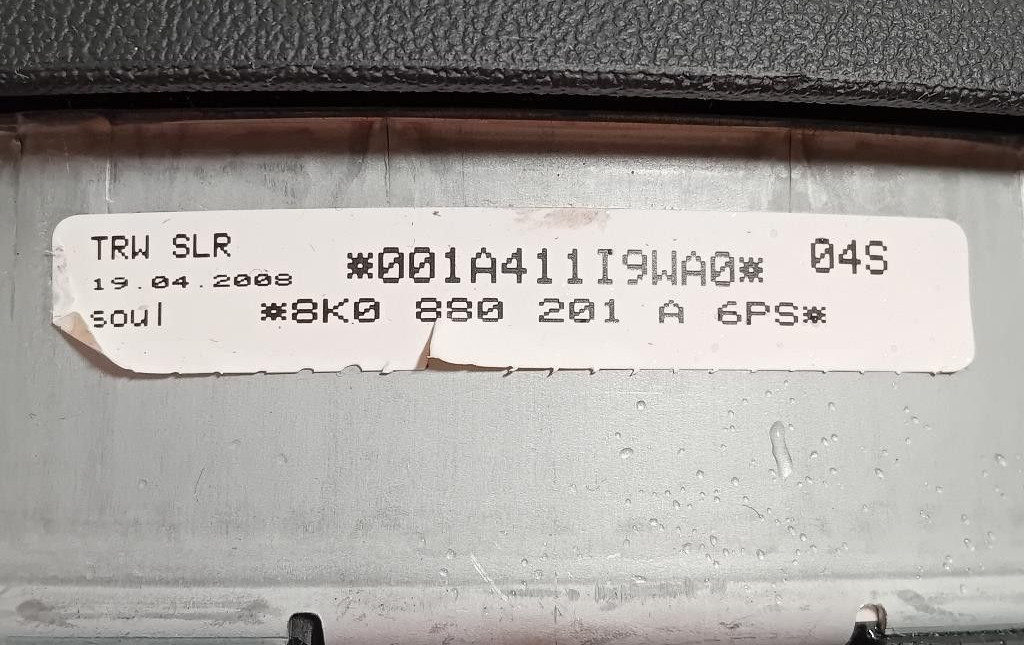 TRW SLR *001A411I9WA0* 04S
19.04.2008
soul *8K0 880 201 A 6PS*